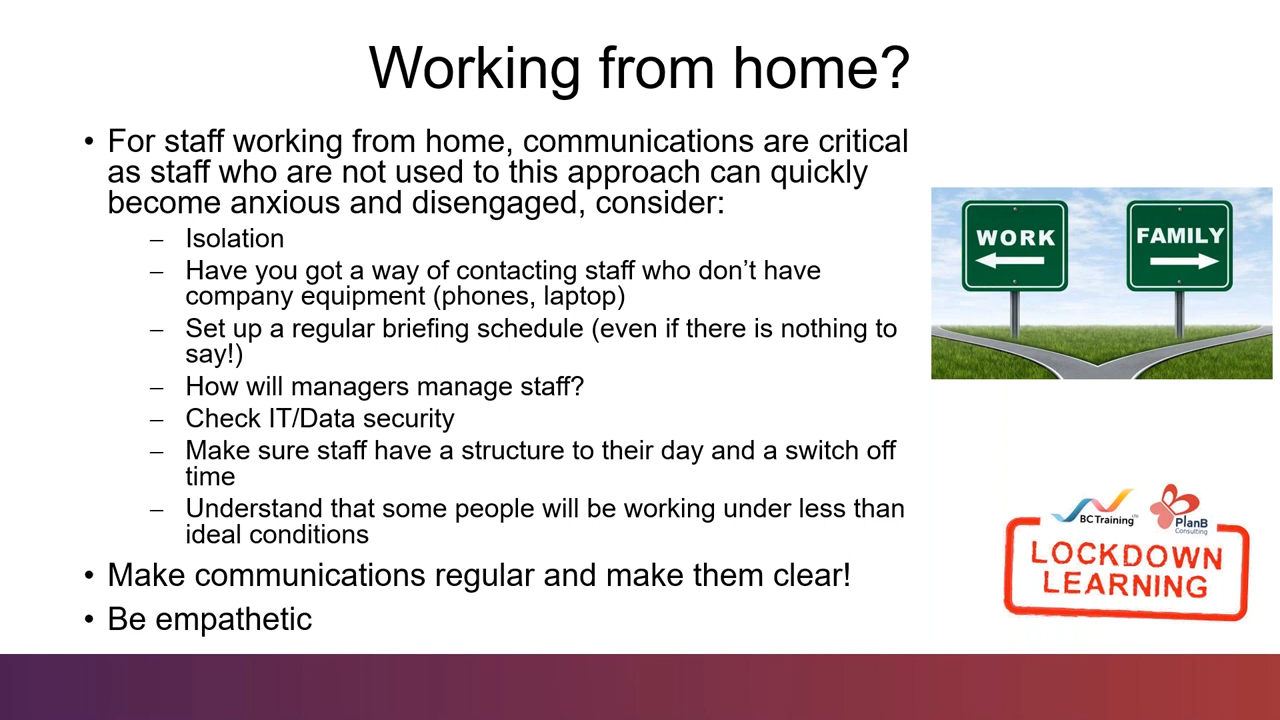 Working from home?
• For staff working from home, communications are critical
as staff who are not used to this approach can quickly
become anxious and disengaged, consider:
– Isolation
– Have you got a way of contacting staff who don’t have
company equipment (phones, laptop)
– Set up a regular briefing schedule (even if there is nothing to
say!)
– How will managers manage staff?
– Check IT/Data security
– Make sure staff have a structure to their day and a switch off
time
– Understand that some people will be working under less than
ideal conditions
• Make communications regular and make them clear!
• Be empathetic
WORK
FAMILY
BC Training Ltd
PlanB
Consulting
LOCKDOWN
LEARNING